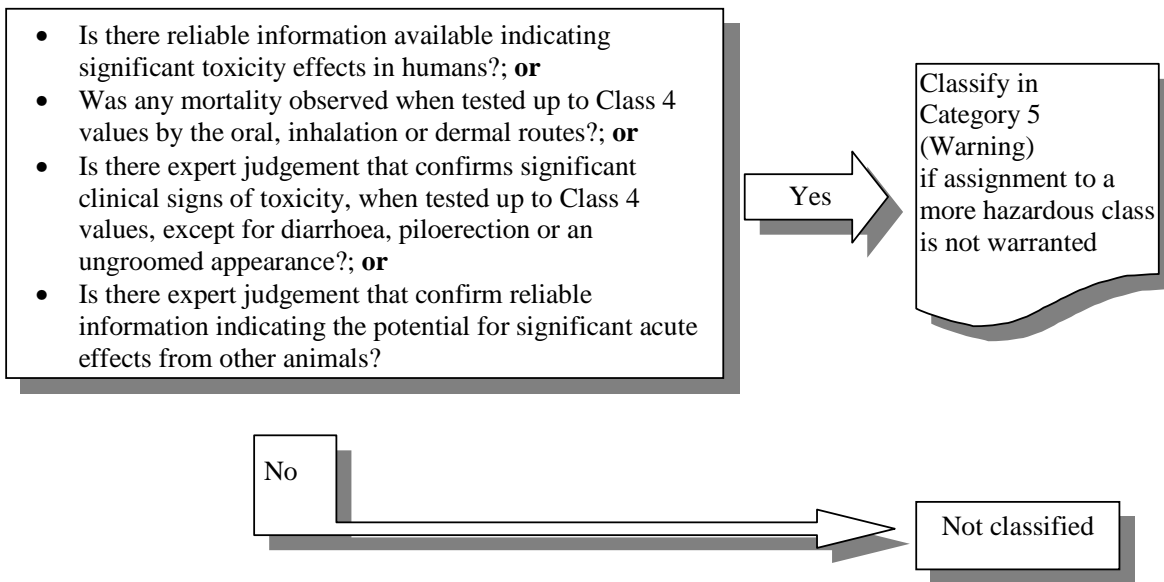 • Is there reliable information available indicating
significant toxicity effects in humans?; or
• Was any mortality observed when tested up to Class 4
values by the oral, inhalation or dermal routes?; or
• Is there expert judgement that confirms significant
clinical signs of toxicity, when tested up to Class 4
values, except for diarrhoea, piloerection or an
ungroomed appearance?; or
• Is there expert judgement that confirm reliable
information indicating the potential for significant acute
effects from other animals?
Yes
Classify in
Category 5
(Warning)
if assignment to a
more hazardous class
is not warranted
No
Not classified